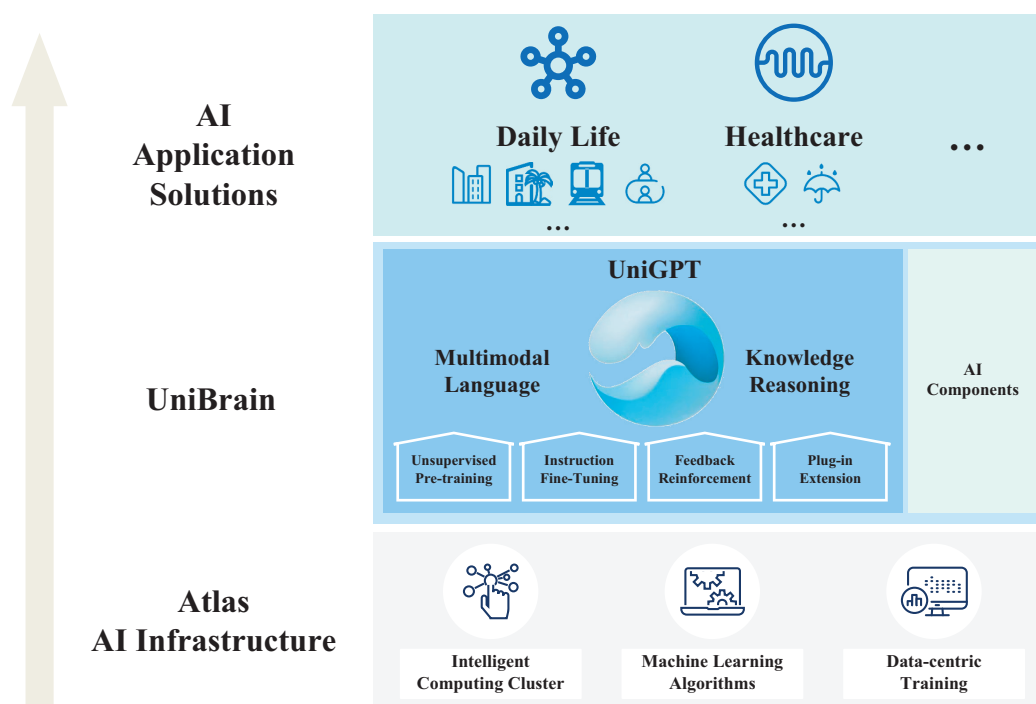 AI
Application
Solutions
Daily Life
Healthcare
...
...
...
UniBrain
UniGPT
Multimodal
Language
Knowledge
Reasoning
Unsupervised
Pre-training
Instruction
Fine-Tuning
Feedback
Reinforcement
Plug-in
Extension
AI
Components
Atlas
AI Infrastructure
Intelligent
Computing Cluster
Machine Learning
Algorithms
Data-centric
Training